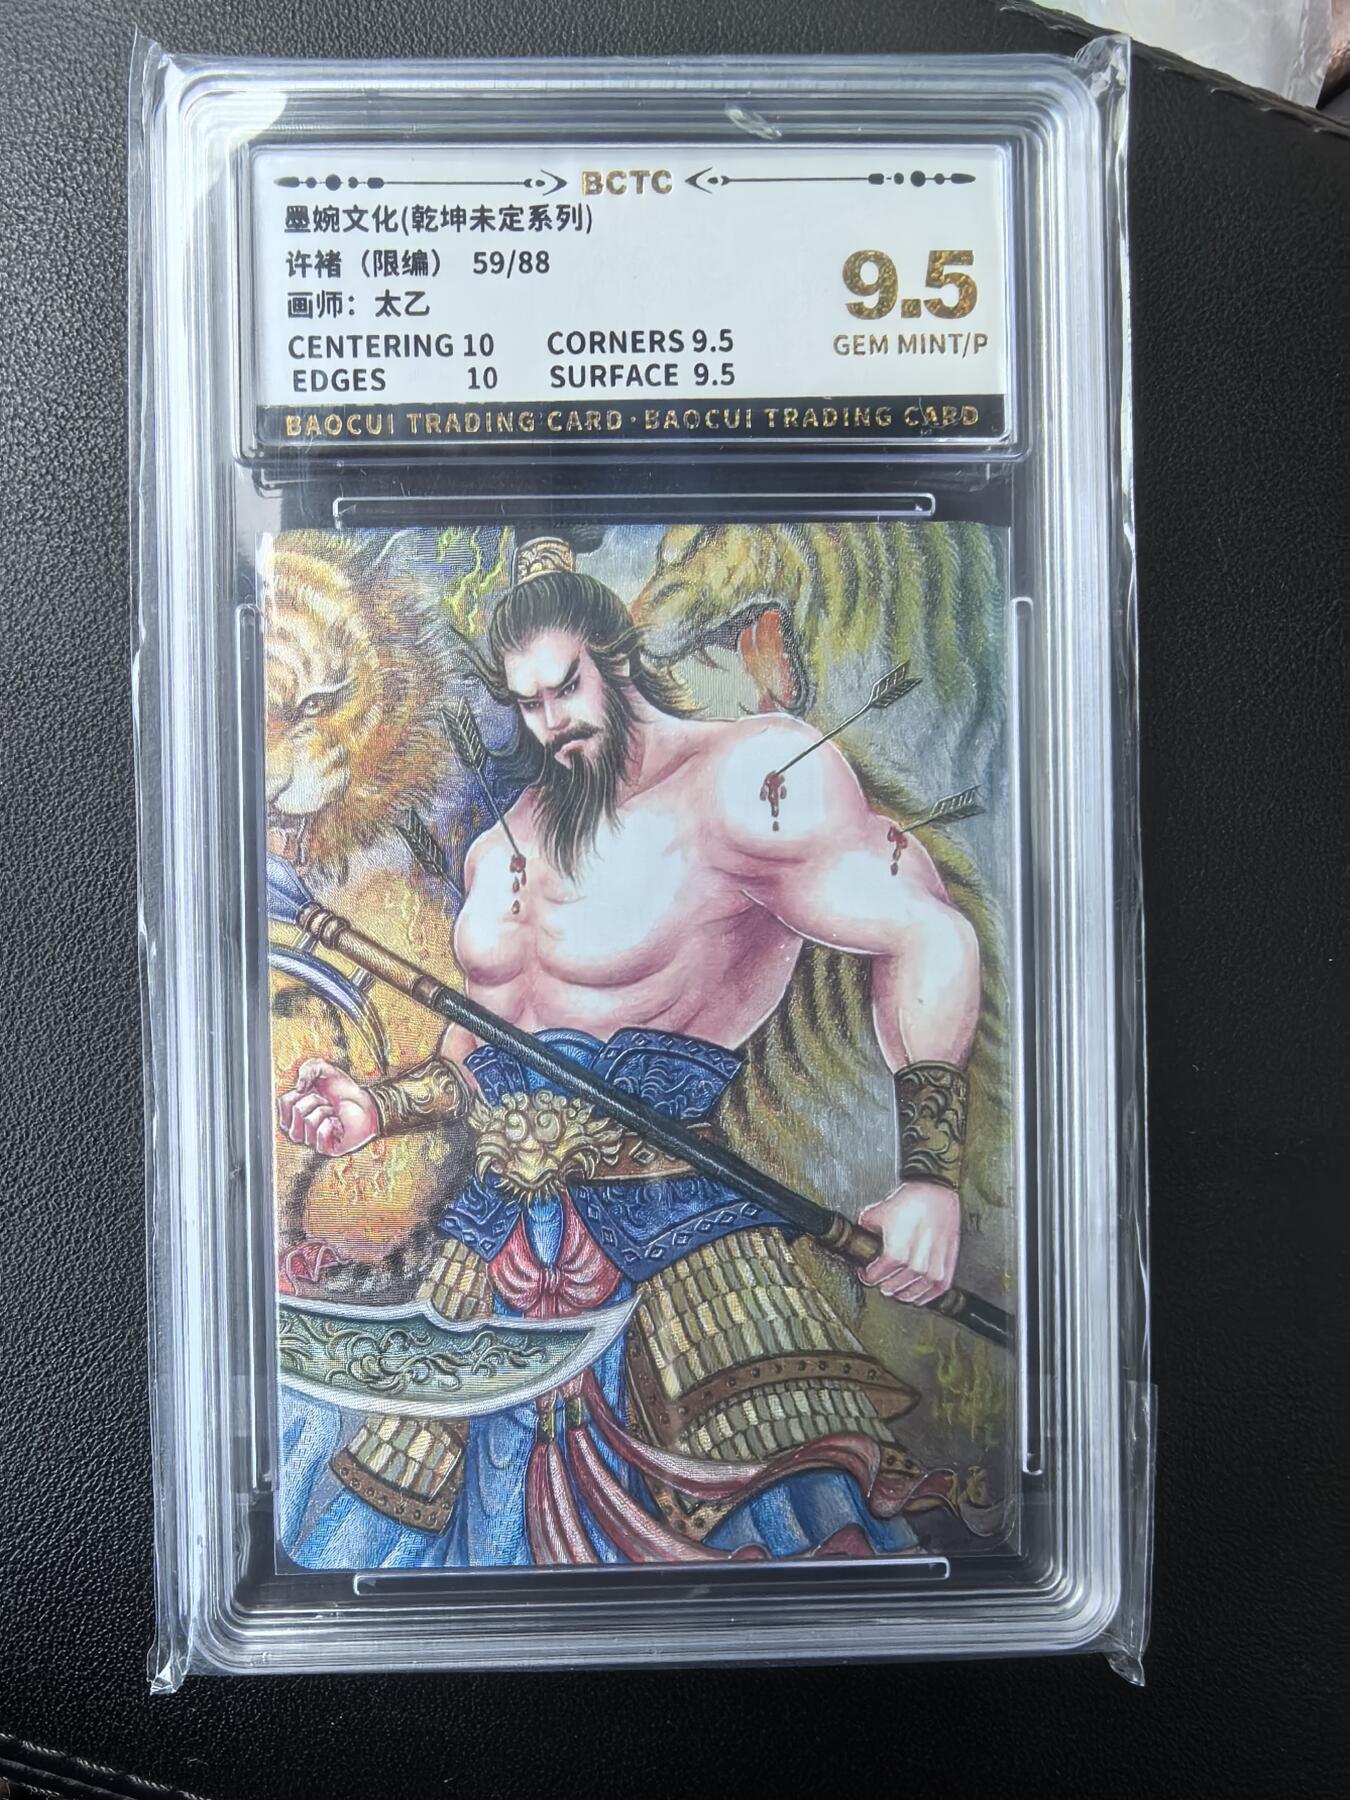 BCTC
墨婉文化(乾坤未定系列)
许褚（限编） 59/88
画师：太乙
CENTERING 10 CORNERS 9.5
EDGES 10 SURFACE 9.5
9.5
GEM MINT/P
BAOCUI TRADING CARD·BAOCUI TRADING CARD